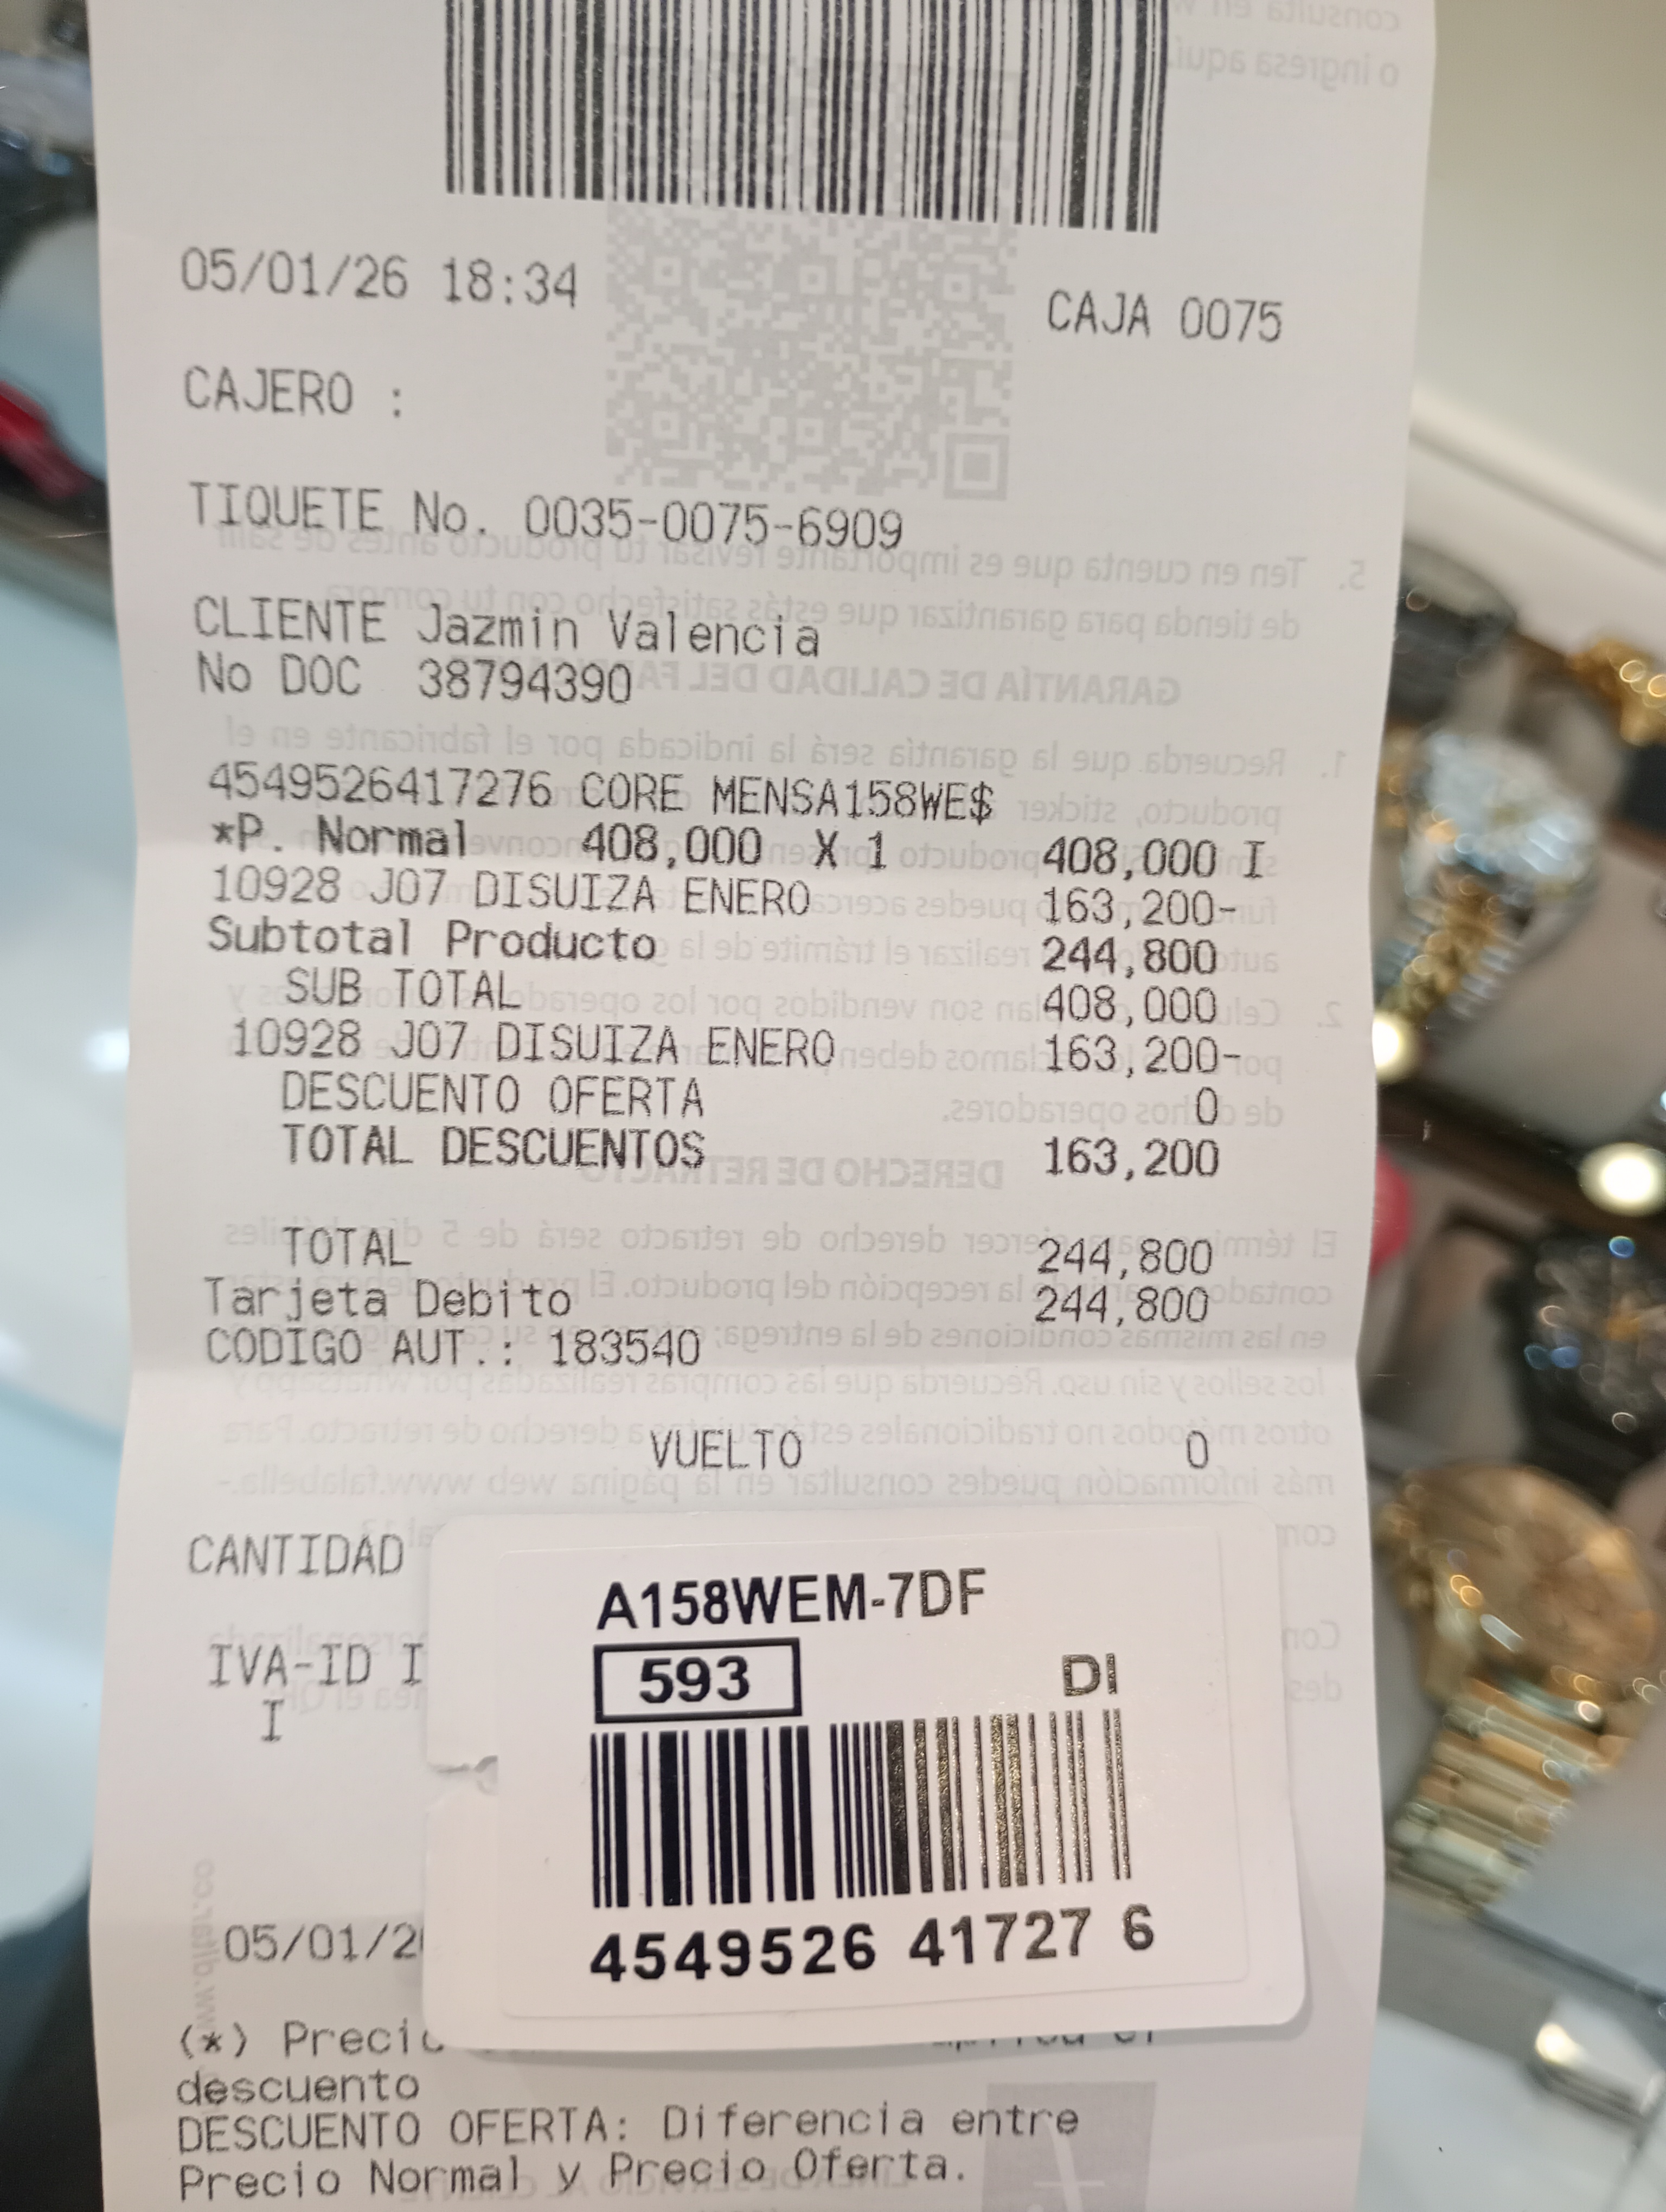 05/01/26 18:34 CAJA 0075
CAJERO :
TIQUETE No. 0035-0075-6909
CLIENTE Jazmin Valencia
No DOC 38794390
4549526417276 CORE MENSA158WE$
*P. Normal 408,000 X 1 408,000 I
10928 J07 DISUIZA ENERO 163,200-
Subtotal Producto 244,800
SUB TOTAL 408,000
10928 J07 DISUIZA ENERO 163,200-
DESCUENTO OFERTA 0
TOTAL DESCUENTOS 163,200
TOTAL 244,800
Tarjeta Debito 244,800
CODIGO AUT.: 183540
VUELTO 0
CANTIDAD
IVA-ID I
I
A158WEM-7DF
593 DI
4549526 41727 6
05/01/2
(*)
descuento
DESCUENTO OFERTA: Diferencia entre
Precio Normal y Precio Oferta.